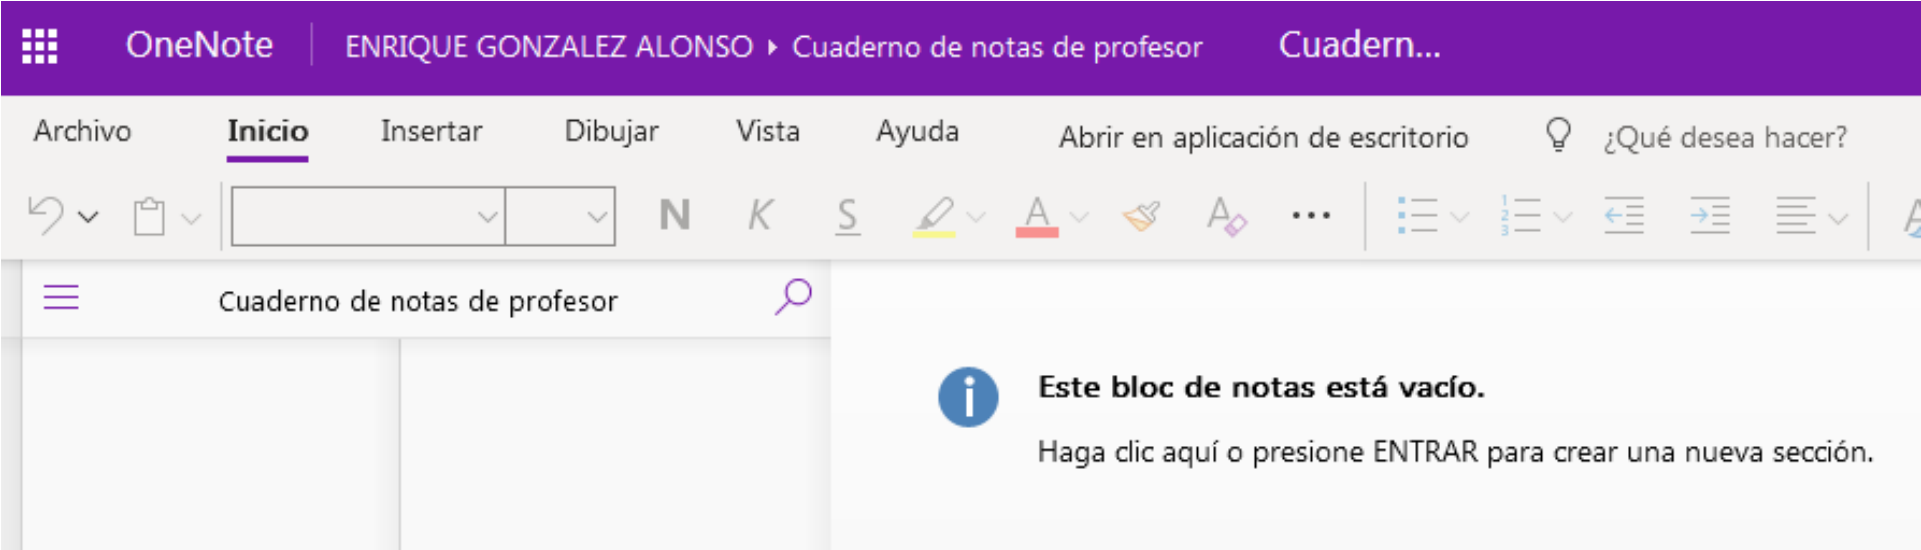 OneNote ENRIQUE GONZALEZ ALONSO ▸ Cuaderno de notas de profesor Cuadern...
Archivo Inicio Insertar Dibujar Vista Ayuda Abrir en aplicación de escritorio ¿Qué desea hacer?
N K S A A ...
Cuaderno de notas de profesor
Este bloc de notas está vacío.
Haga clic aquí o presione ENTRAR para crear una nueva sección.